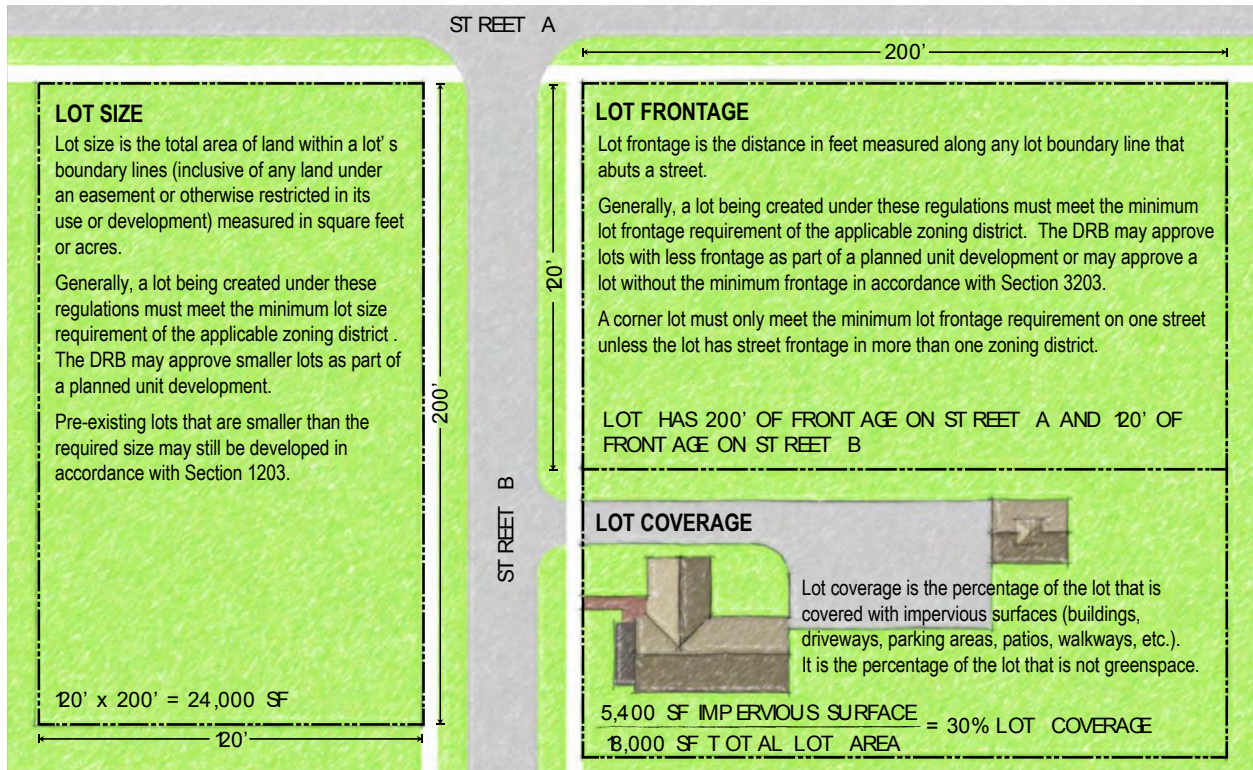 STREET A
200'
LOT SIZE
Lot size is the total area of land within a lot' s
boundary lines (inclusive of any land under
an easement or otherwise restricted in its
use or development) measured in square feet
or acres.
Generally, a lot being created under these
regulations must meet the minimum lot size
requirement of the applicable zoning district .
The DRB may approve smaller lots as part of
a planned unit development.
Pre-existing lots that are smaller than the
required size may still be developed in
accordance with Section 1203.
120' x 200' = 24,000 SF
120'
200'
STREET B
120'
LOT FRONTAGE
Lot frontage is the distance in feet measured along any lot boundary line that
abuts a street.
Generally, a lot being created under these regulations must meet the minimum
lot frontage requirement of the applicable zoning district. The DRB may approve
lots with less frontage as part of a planned unit development or may approve a
lot without the minimum frontage in accordance with Section 3203.
A corner lot must only meet the minimum lot frontage requirement on one street
unless the lot has street frontage in more than one zoning district.
LOT HAS 200' OF FRONTAGE ON STREET A AND 120' OF
FRONTAGE ON STREET B
LOT COVERAGE
Lot coverage is the percentage of the lot that is
covered with impervious surfaces (buildings,
driveways, parking areas, patios, walkways, etc.).
It is the percentage of the lot that is not greenspace.
5,400 SF IMPERVIOUS SURFACE
18,000 SF TOTAL LOT AREA
= 30% LOT COVERAGE